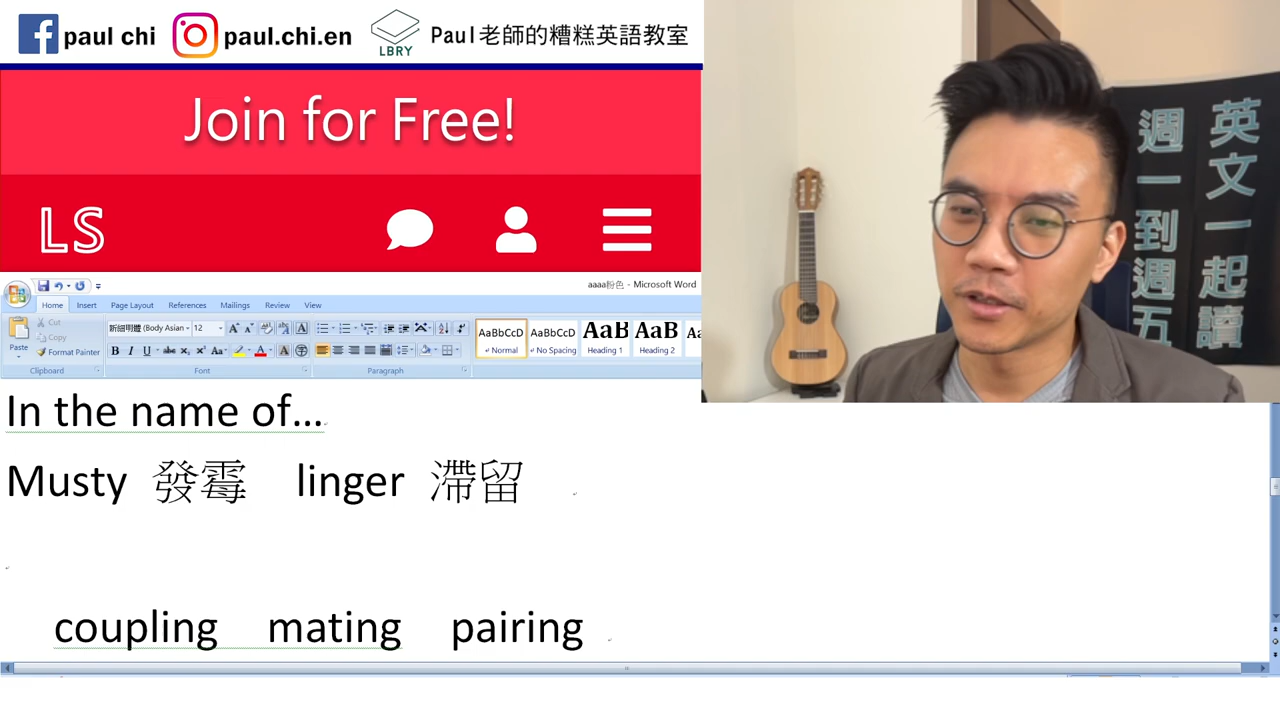 paul chi paul.chi.en LBRY Paul老師的糟糕英語教室
Join for Free!
LS
aaaa粉色 - Microsoft Word
Home Insert Page Layout References Mailings Review View
Paste Cut Copy Format Painter
Clipboard
新細明體 (Body Asian 12
Font
Paragraph
AaBbCcD Normal
AaBbCcD No Spacing
AaB Heading 1
AaB Heading 2
In the name of...
Musty 發霉 linger 滯留
coupling mating pairing
英文一起讀
週一到週五